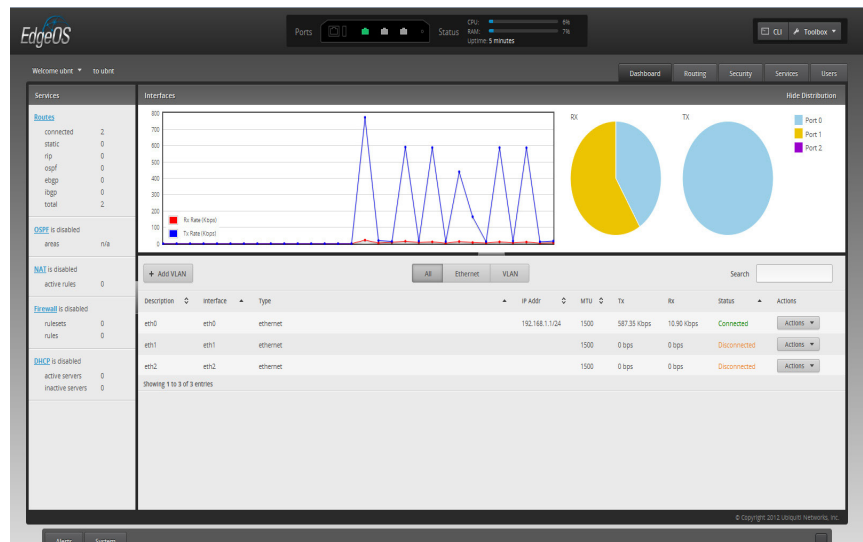 EdgeOS
Ports
Status
CPU: 6%
RAM: 7%
Uptime: 5 minutes
CLI
Toolbox
Welcome ubnt to ubnt
Dashboard
Routing
Security
Services
Users
Services
Routes
connected 2
static 0
rip 0
ospf 0
ebgp 0
ibgp 0
total 2
OSPF is disabled
areas n/a
NAT is disabled
active rules 0
Firewall is disabled
rulesets 0
rules 0
DHCP is disabled
active servers 0
inactive servers 0
Interfaces
Hide Distribution
800
700
600
500
400
300
200
100
0
Rx Rate (Kbps)
Tx Rate (Kbps)
RX
TX
Port 0
Port 1
Port 2
+ Add VLAN
All
Ethernet
VLAN
Search
Description Interface Type IP Addr MTU Tx Rx Status Actions
eth0 eth0 ethernet 192.168.1.1/24 1500 587.35 Kbps 10.90 Kbps Connected Actions
eth1 eth1 ethernet 1500 0 bps 0 bps Disconnected Actions
eth2 eth2 ethernet 1500 0 bps 0 bps Disconnected Actions
Showing 1 to 3 of 3 entries
© Copyright 2012 Ubiquiti Networks, Inc.
Alerts
System